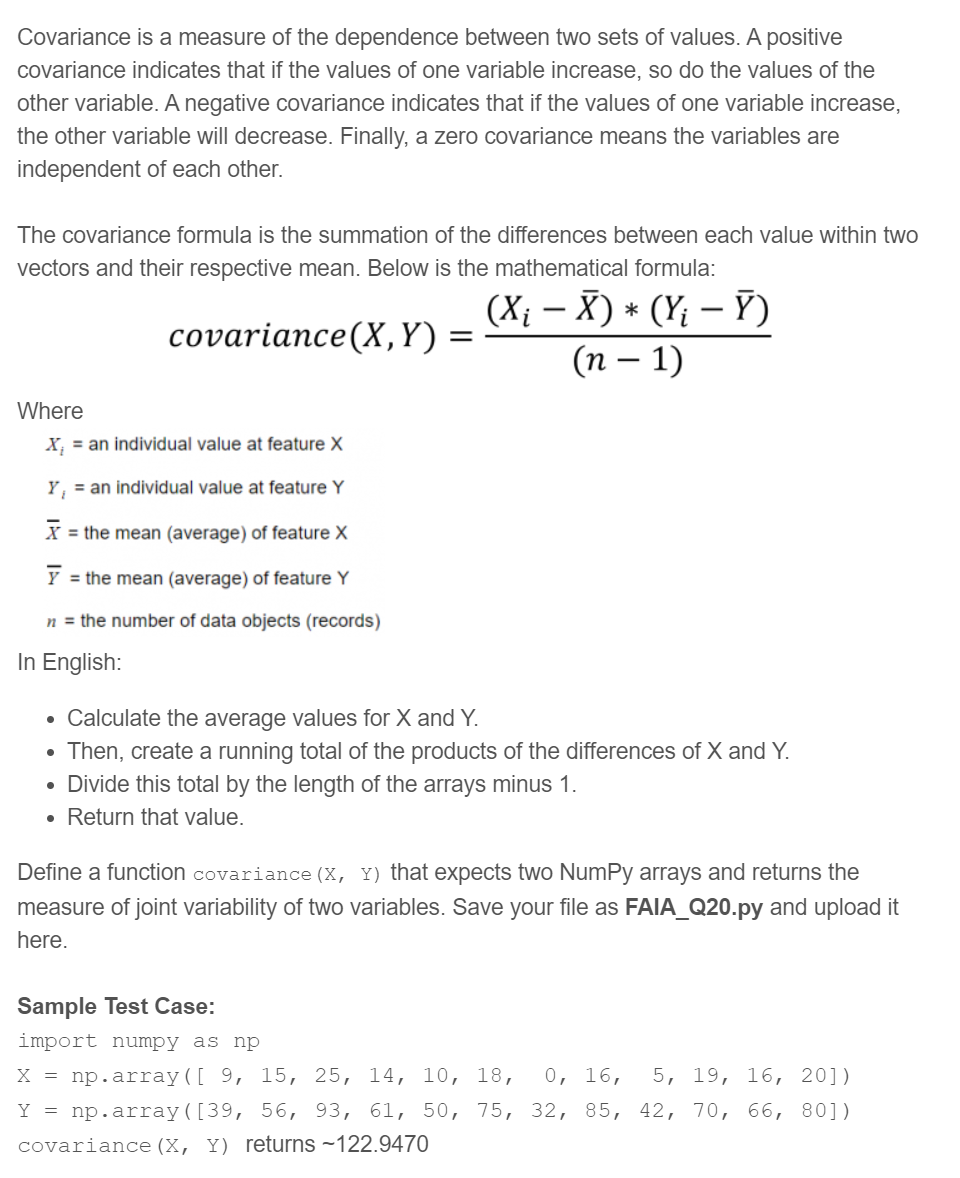 Covariance is a measure of the dependence between two sets of values. A positive
covariance indicates that if the values of one variable increase, so do the values of the
other variable. A negative covariance indicates that if the values of one variable increase,
the other variable will decrease. Finally, a zero covariance means the variables are
independent of each other.
The covariance formula is the summation of the differences between each value within two
vectors and their respective mean. Below is the mathematical formula:
covariance(X, Y) = (Xᵢ − X̄) * (Yᵢ − Ȳ) / (n − 1)
Where
Xᵢ = an individual value at feature X
Yᵢ = an individual value at feature Y
X̄ = the mean (average) of feature X
Ȳ = the mean (average) of feature Y
n = the number of data objects (records)
In English:
• Calculate the average values for X and Y.
• Then, create a running total of the products of the differences of X and Y.
• Divide this total by the length of the arrays minus 1.
• Return that value.
Define a function covariance(X, Y) that expects two NumPy arrays and returns the
measure of joint variability of two variables. Save your file as FAIA_Q20.py and upload it
here.
Sample Test Case:
import numpy as np
X = np.array([ 9, 15, 25, 14, 10, 18,  0, 16,  5, 19, 16, 20])
Y = np.array([39, 56, 93, 61, 50, 75, 32, 85, 42, 70, 66, 80])
covariance(X, Y) returns ~122.9470